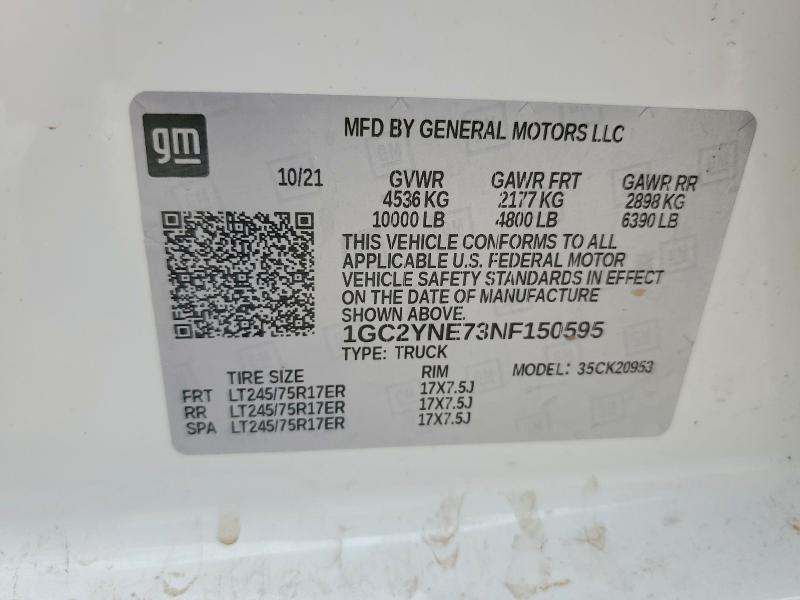 gm
MFD BY GENERAL MOTORS LLC
10/21 GVWR GAWR FRT GAWR RR
4536 KG 2177 KG 2898 KG
10000 LB 4800 LB 6390 LB
THIS VEHICLE CONFORMS TO ALL
APPLICABLE U.S. FEDERAL MOTOR
VEHICLE SAFETY STANDARDS IN EFFECT
ON THE DATE OF MANUFACTURE
SHOWN ABOVE.
1GC2YNE73NF150595
TYPE: TRUCK MODEL: 35CK20953
TIRE SIZE RIM
FRT LT245/75R17ER 17X7.5J
RR LT245/75R17ER 17X7.5J
SPA LT245/75R17ER 17X7.5J